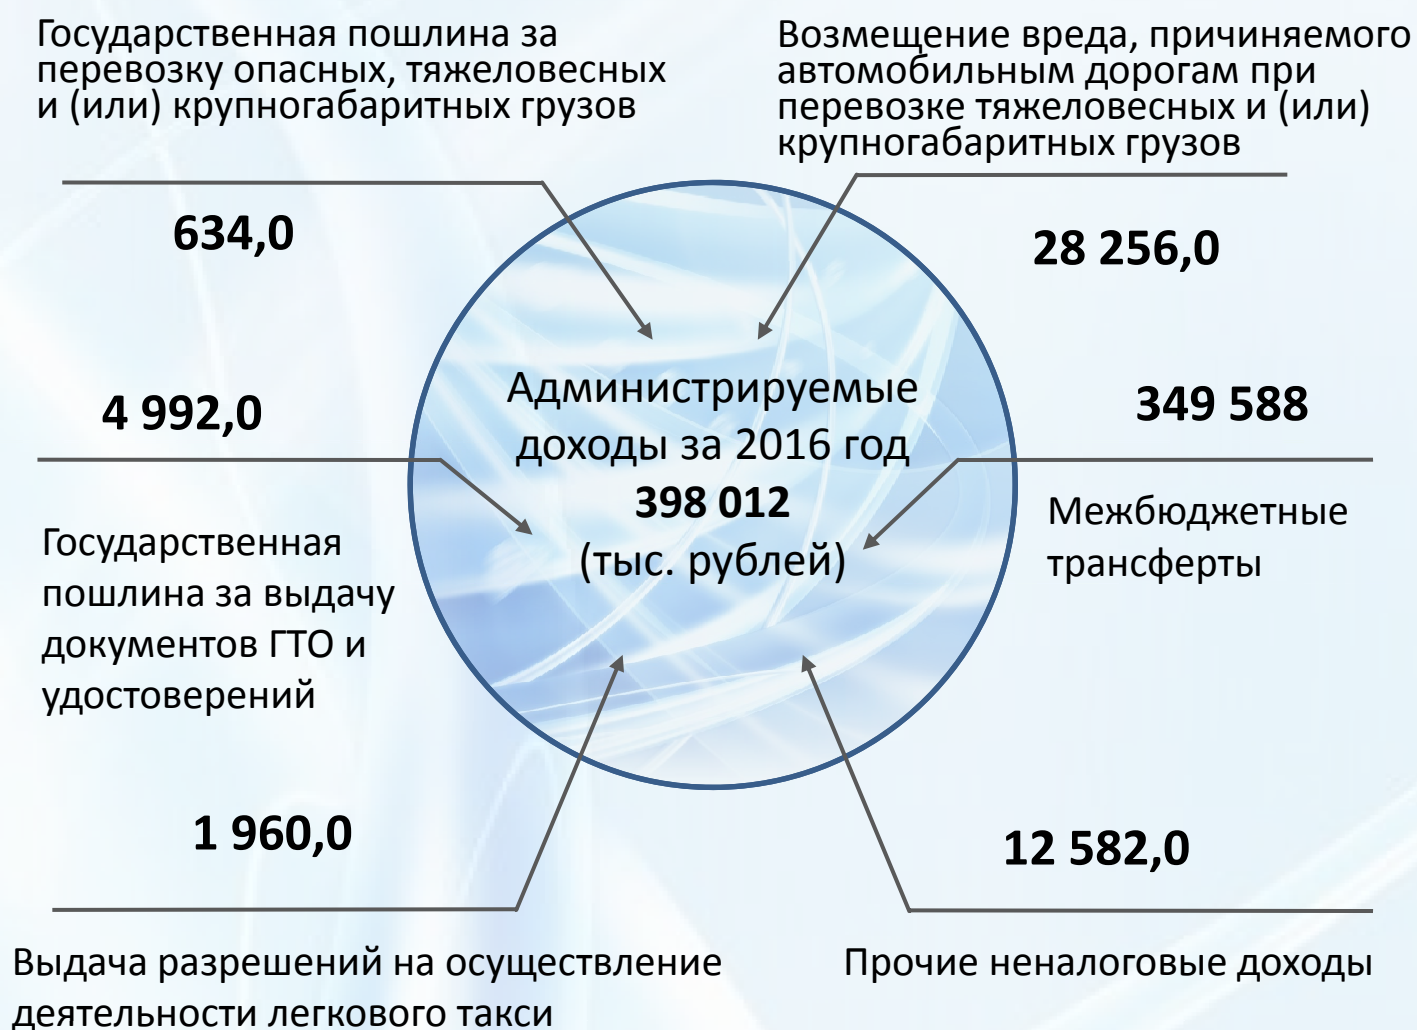 Государственная пошлина за
перевозку опасных, тяжеловесных
и (или) крупногабаритных грузов
634,0
Возмещение вреда, причиняемого
автомобильным дорогам при
перевозке тяжеловесных и (или)
крупногабаритных грузов
28 256,0
4 992,0
Государственная
пошлина за выдачу
документов ГТО и
удостоверений
Администрируемые
доходы за 2016 год
398 012
(тыс. рублей)
349 588
Межбюджетные
трансферты
1 960,0
Выдача разрешений на осуществление
деятельности легкового такси
12 582,0
Прочие неналоговые доходы